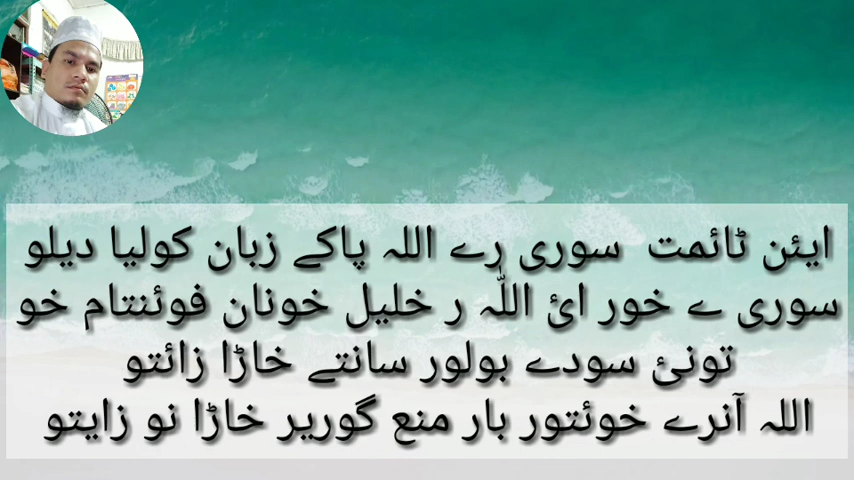 ایئن ٹائمت سوری رے اللہ پاکے زبان کولیا دیلو
سوری ے خور ائ اللّٰہ ر خلیل خونان فوئنتام خو
تونئ سودے بولور سانتے خاڑا زائتو
اللہ آنرے خوئتور بار منع گوریر خاڑا نو زایتو